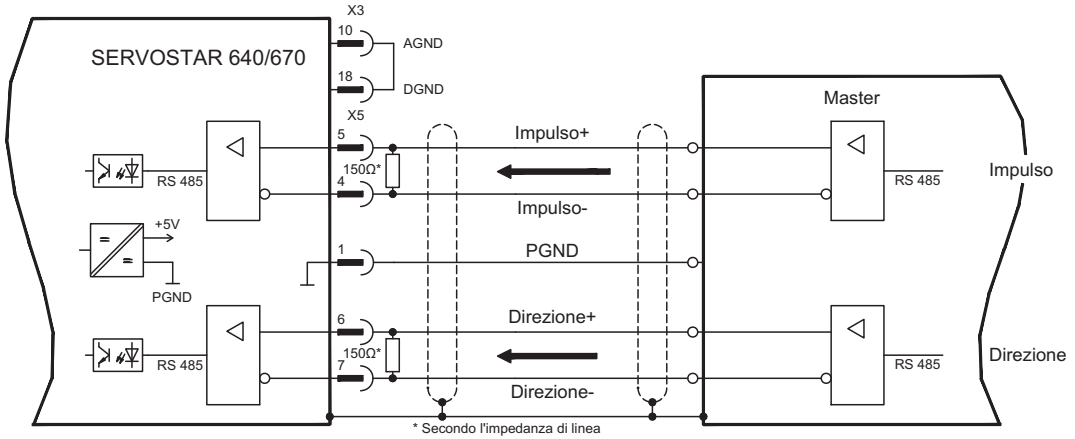 X3
10
AGND
SERVOSTAR 640/670
18
DGND
X5
Master
5
Impulso+
150Ω*
RS 485
4
Impulso-
RS 485
Impulso
+5V
1
PGND
PGND
6
Direzione+
150Ω*
RS 485
7
Direzione-
RS 485
Direzione
* Secondo l'impedanza di linea